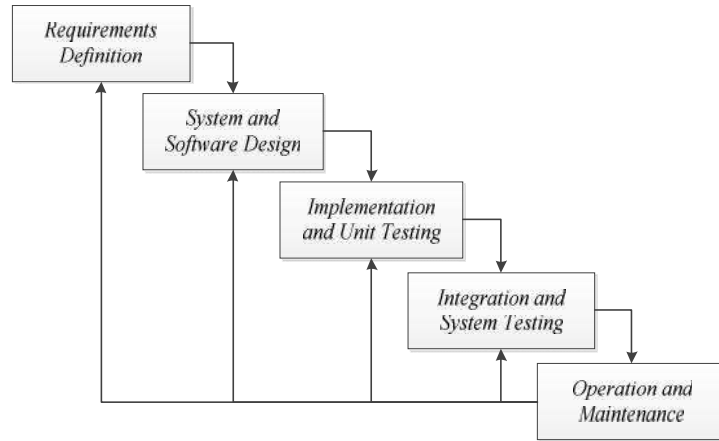 Requirements
Definition
System and
Software Design
Implementation
and Unit Testing
Integration and
System Testing
Operation and
Maintenance